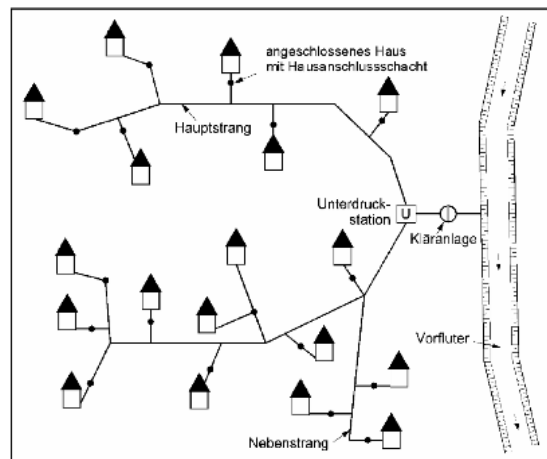 angeschlossenes Haus
mit Hausanschlussschacht
Hauptstrang
Unterdruck-
station
U
Kläranlage
Vorfluter
Nebenstrang